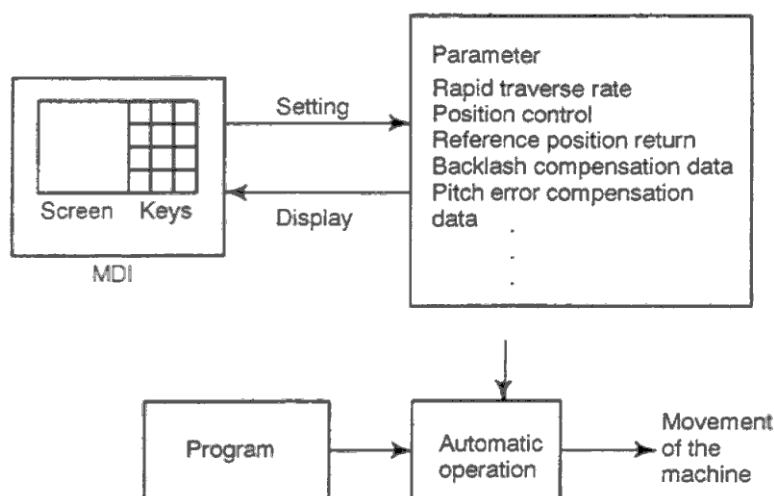 Parameter
Rapid traverse rate
Position control
Reference position return
Backlash compensation data
Pitch error compensation
data
.
.
.
Setting
Display
Screen Keys
MDI
Program
Automatic
operation
Movement
of the
machine